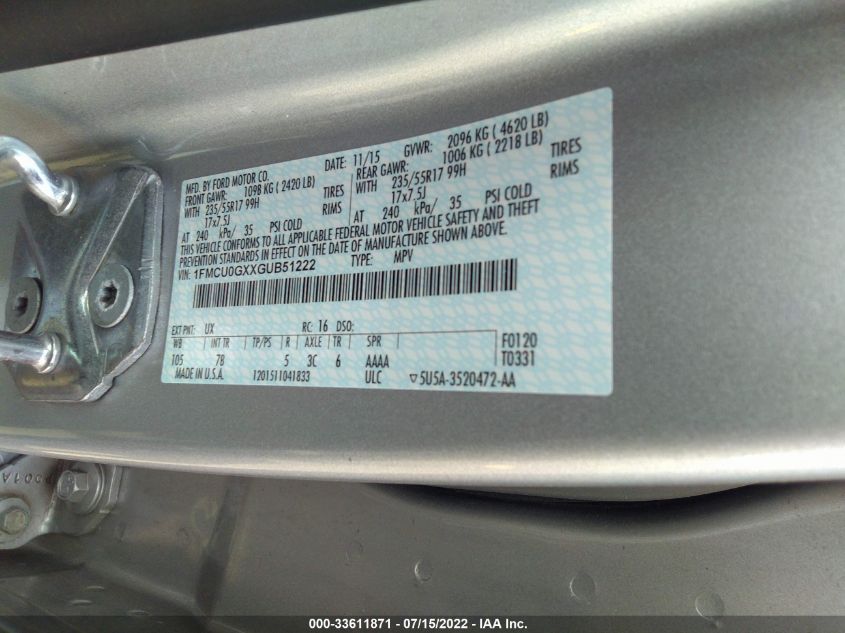 MFD. BY FORD MOTOR CO. DATE: 11/15 GVWR: 2096 KG ( 4620 LB)
FRONT GAWR: 1098 KG (2420 LB) REAR GAWR: 1006 KG ( 2218 LB)
WITH 235/55R17 99H TIRES WITH 235/55R17 99H TIRES
17x7.5J RIMS 17x7.5J RIMS
AT 240 kPa/ 35 PSI COLD AT 240 kPa/ 35 PSI COLD
THIS VEHICLE CONFORMS TO ALL APPLICABLE FEDERAL MOTOR VEHICLE SAFETY AND THEFT
PREVENTION STANDARDS IN EFFECT ON THE DATE OF MANUFACTURE SHOWN ABOVE.
VIN: 1FMCU0GXXGUB51222 TYPE: MPV
EXT PNT: UX RC: 16 DSO:
WB INT TR TP/PS R AXLE TR SPR F0120
105 7B 5 3C 6 AAAA T0331
MADE IN U.S.A. 1201511041833 ULC ▽5U5A-3520472-AA
P001A
000-33611871 - 07/15/2022 - IAA Inc.